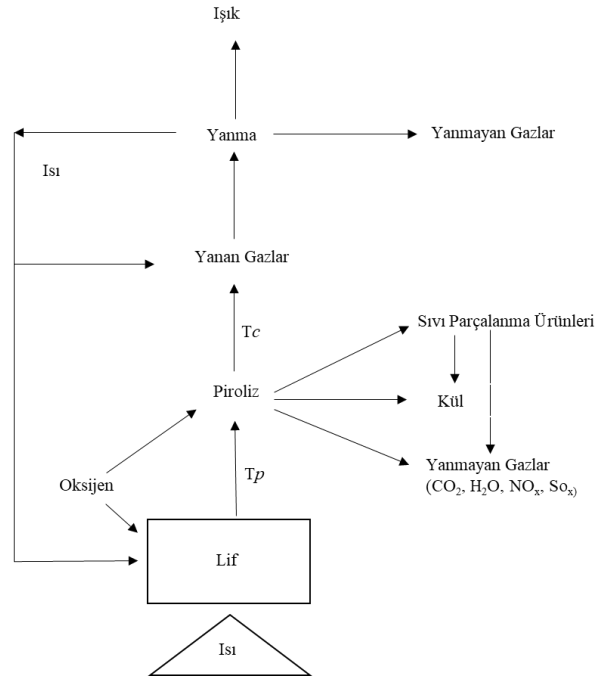 Işık
Yanma
Yanmayan Gazlar
Isı
Yanan Gazlar
Sıvı Parçalanma Ürünleri
Tc
Piroliz
Kül
Yanmayan Gazlar
(CO₂, H₂O, NOₓ, Soₓ)
Tp
Oksijen
Lif
Isı